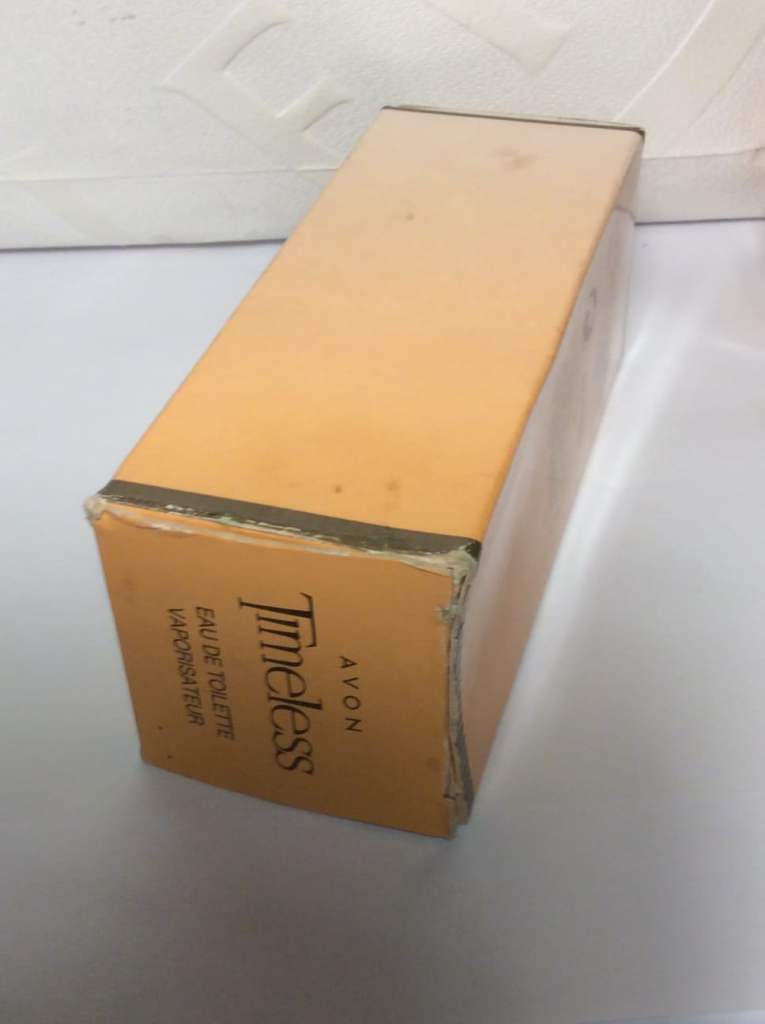 AVON
Timeless
EAU DE TOILETTE
VAPORISATEUR